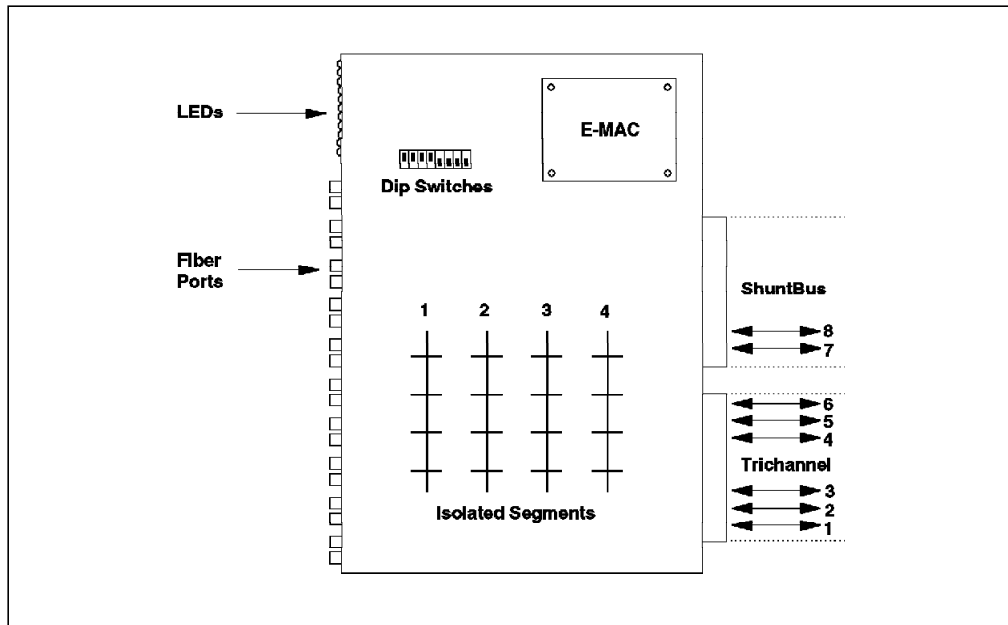 LEDs
E-MAC
Dip Switches
Fiber
Ports
ShuntBus
1 2 3 4
8
7
6
5
4
Trichannel
3
2
1
Isolated Segments